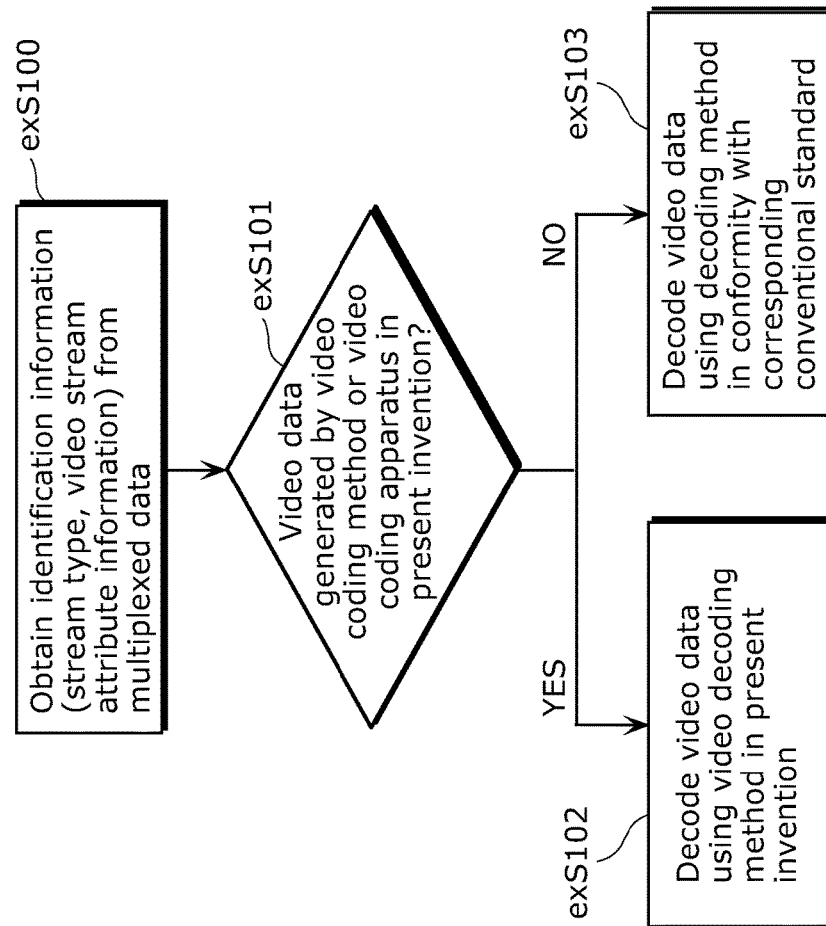 exS100
Obtain identification information
(stream type, video stream
attribute information) from
multiplexed data
exS101
Video data
generated by video
coding method or video
coding apparatus in
present invention?
YES
NO
exS102
Decode video data
using video decoding
method in present
invention
exS103
Decode video data
using decoding method
in conformity with
corresponding
conventional standard